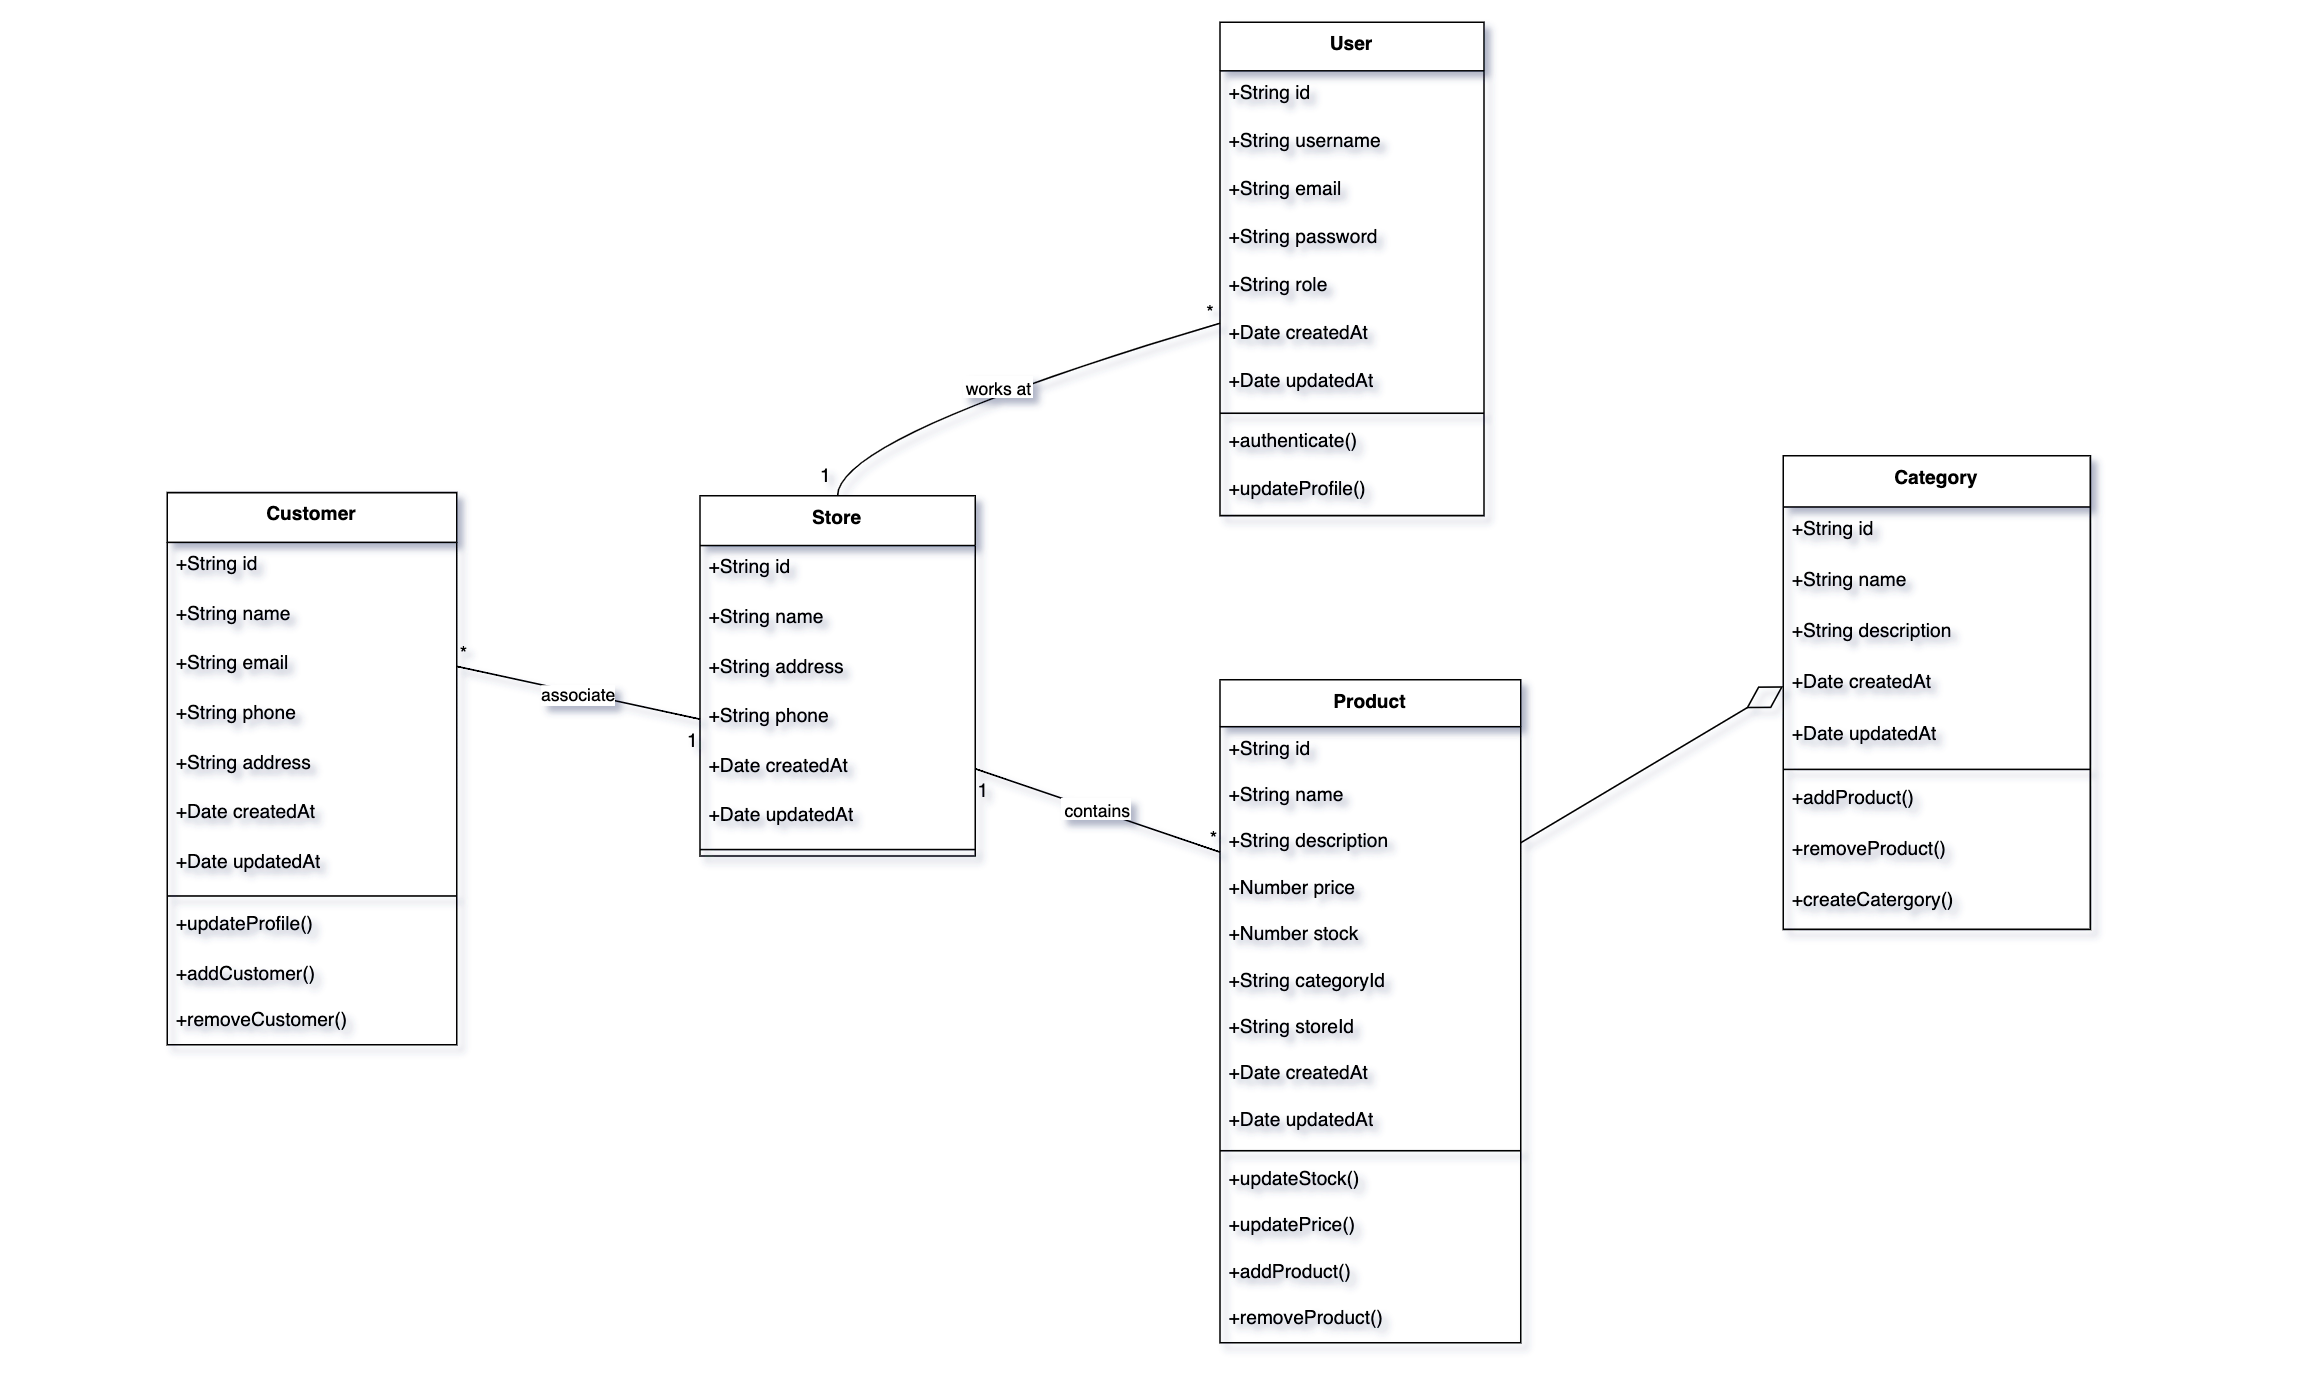 User
+String id
+String username
+String email
+String password
+String role
+Date createdAt
+Date updatedAt
+authenticate()
+updateProfile()
*
works at
1
Customer
+String id
+String name
+String email
+String phone
+String address
+Date createdAt
+Date updatedAt
+updateProfile()
+addCustomer()
+removeCustomer()
*
associate
1
Store
+String id
+String name
+String address
+String phone
+Date createdAt
+Date updatedAt
1
contains
*
Product
+String id
+String name
+String description
+Number price
+Number stock
+String categoryId
+String storeId
+Date createdAt
+Date updatedAt
+updateStock()
+updatePrice()
+addProduct()
+removeProduct()
Category
+String id
+String name
+String description
+Date createdAt
+Date updatedAt
+addProduct()
+removeProduct()
+createCatergory()